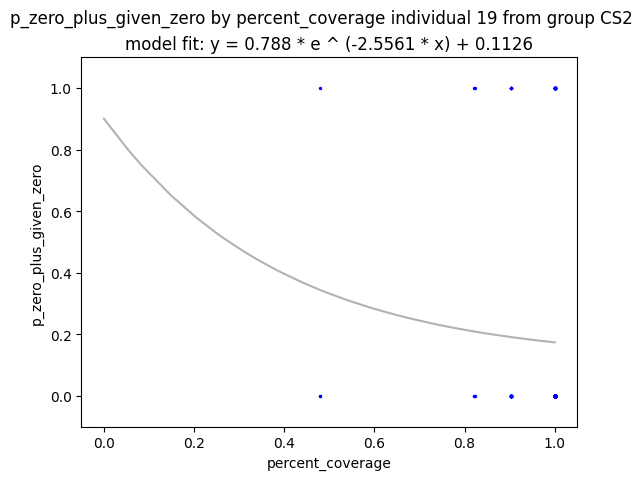 p_zero_plus_given_zero by percent_coverage individual 19 from group CS2
model fit: y = 0.788 * e ^ (-2.5561 * x) + 0.1126
p_zero_plus_given_zero
1.0
0.8
0.6
0.4
0.2
0.0
0.0 0.2 0.4 0.6 0.8 1.0
percent_coverage